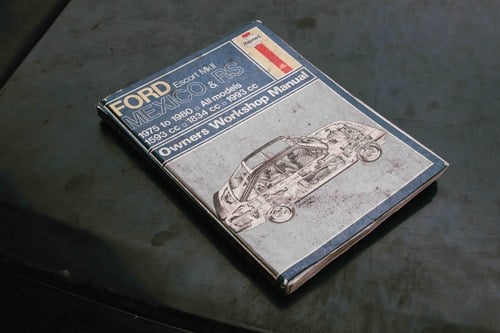 Haynes
FORD
Escort MkII
MEXICO & RS
1975 to 1980 □ All models
1593 cc □ 1834 cc □ 1993 cc
Owners Workshop Manual